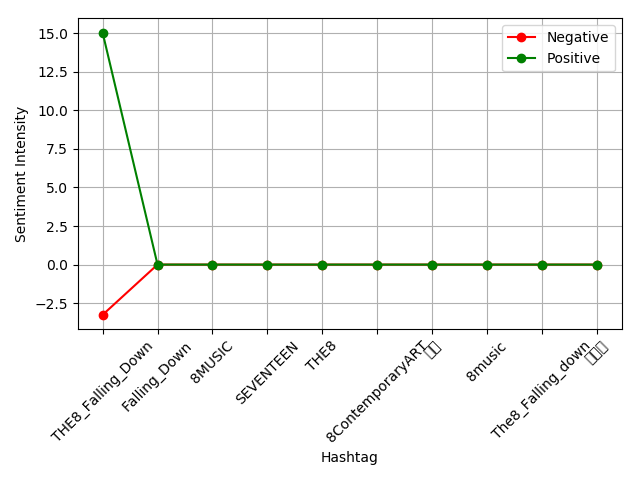 15.0
12.5
10.0
7.5
5.0
2.5
0.0
−2.5
Sentiment Intensity
Negative
Positive
THE8_Falling_Down
Falling_Down
8MUSIC
SEVENTEEN
THE8
8ContemporaryART
8music
The8_Falling_down
Hashtag